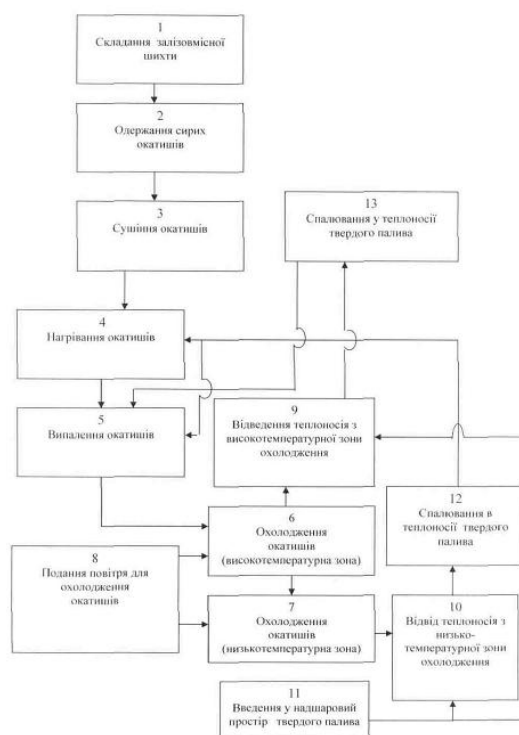 1
Складання залізовмісної
шихти
2
Одержання сирих
окатишів
3
Сушіння окатишів
13
Спалювання у теплоносії
твердого палива
4
Нагрівання окатишів
5
Випалення окатишів
9
Відведення теплоносія з
високотемпературної зони
охолодження
12
Спалювання в
теплоносії твердого
палива
6
Охолодження
окатишів
(високотемпературна зона)
8
Подання повітря для
охолодження
окатишів
7
Охолодження
окатишів
(низькотемпературна зона)
10
Відвід теплоносія з
низько-
температурної зони
охолодження
11
Введення у надшаровий
простір твердого палива